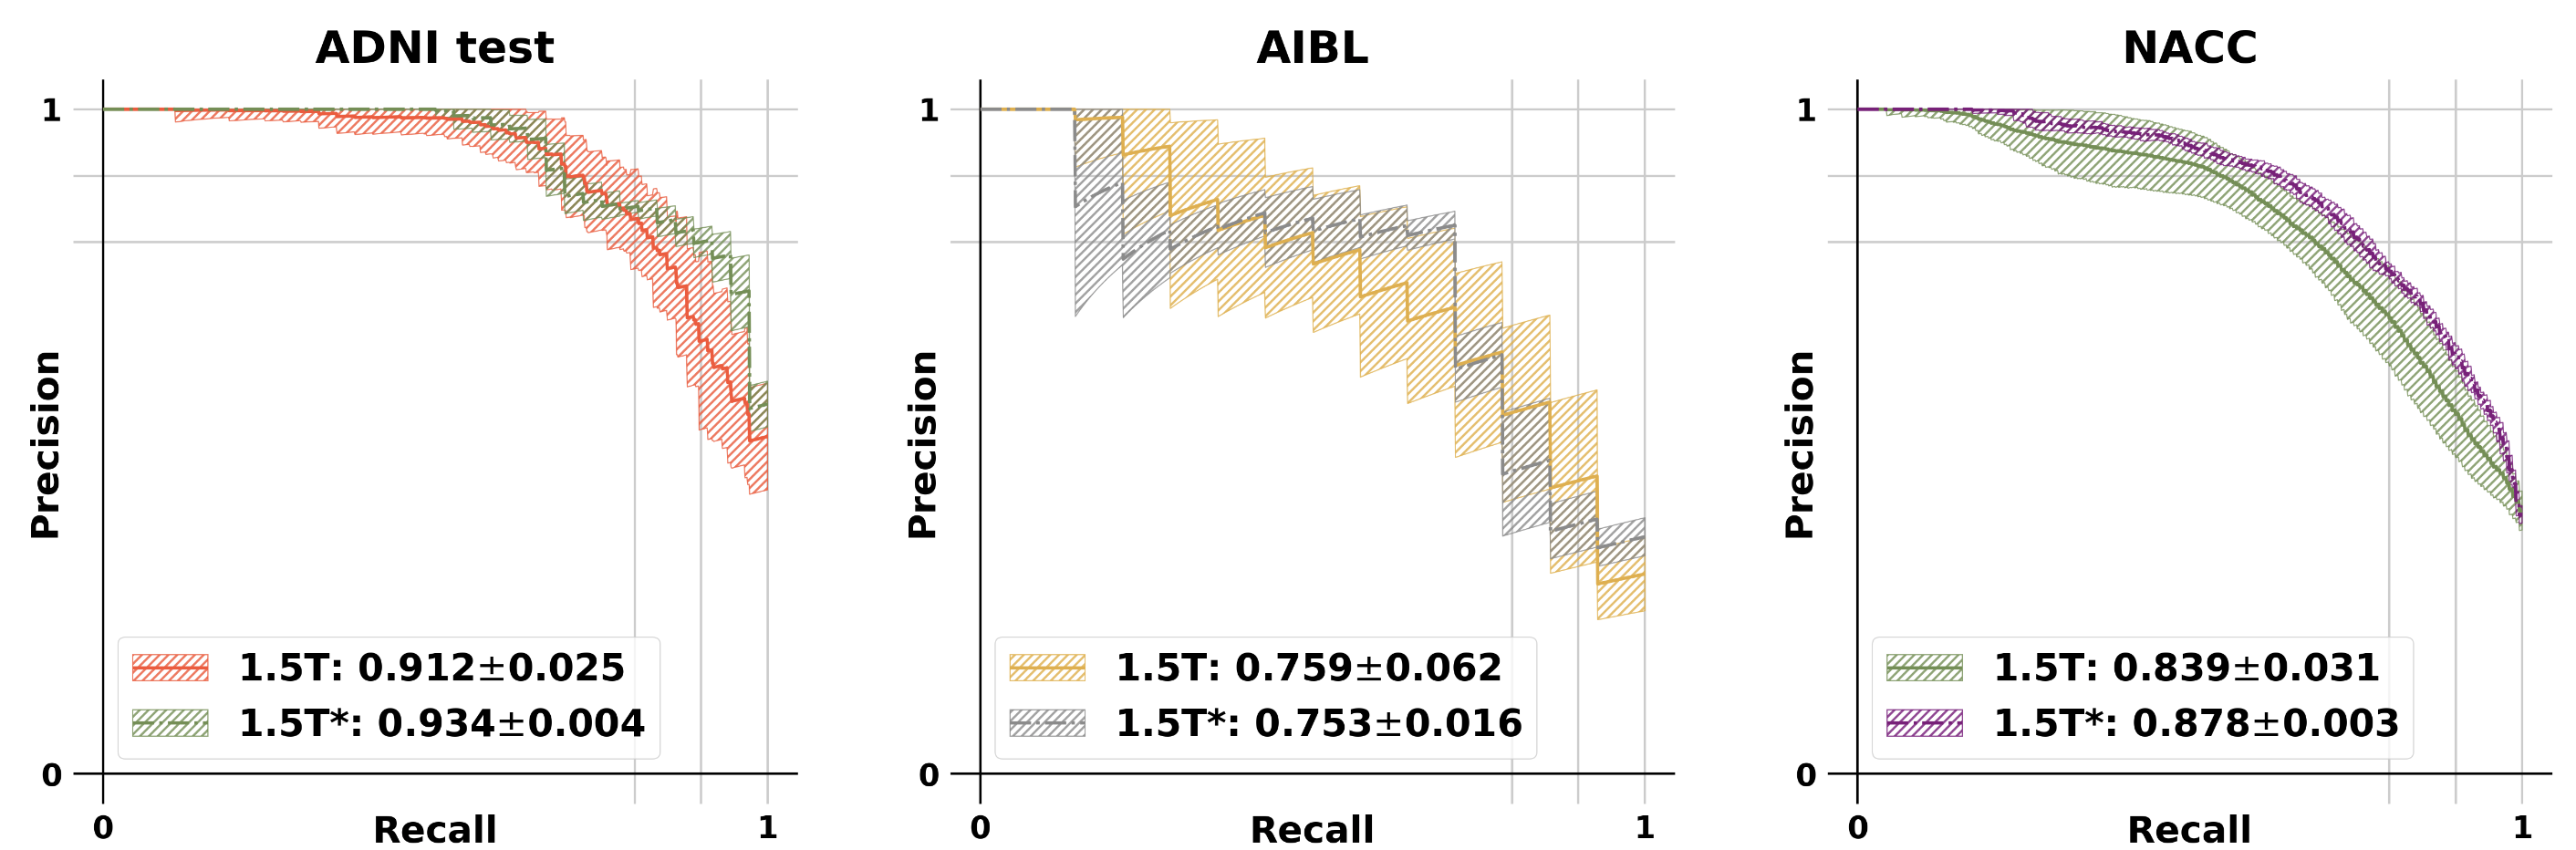 ADNI test
1
Precision
1.5T: 0.912±0.025
1.5T*: 0.934±0.004
0
0
Recall
1
AIBL
1
Precision
1.5T: 0.759±0.062
1.5T*: 0.753±0.016
0
0
Recall
1
NACC
1
Precision
1.5T: 0.839±0.031
1.5T*: 0.878±0.003
0
0
Recall
1